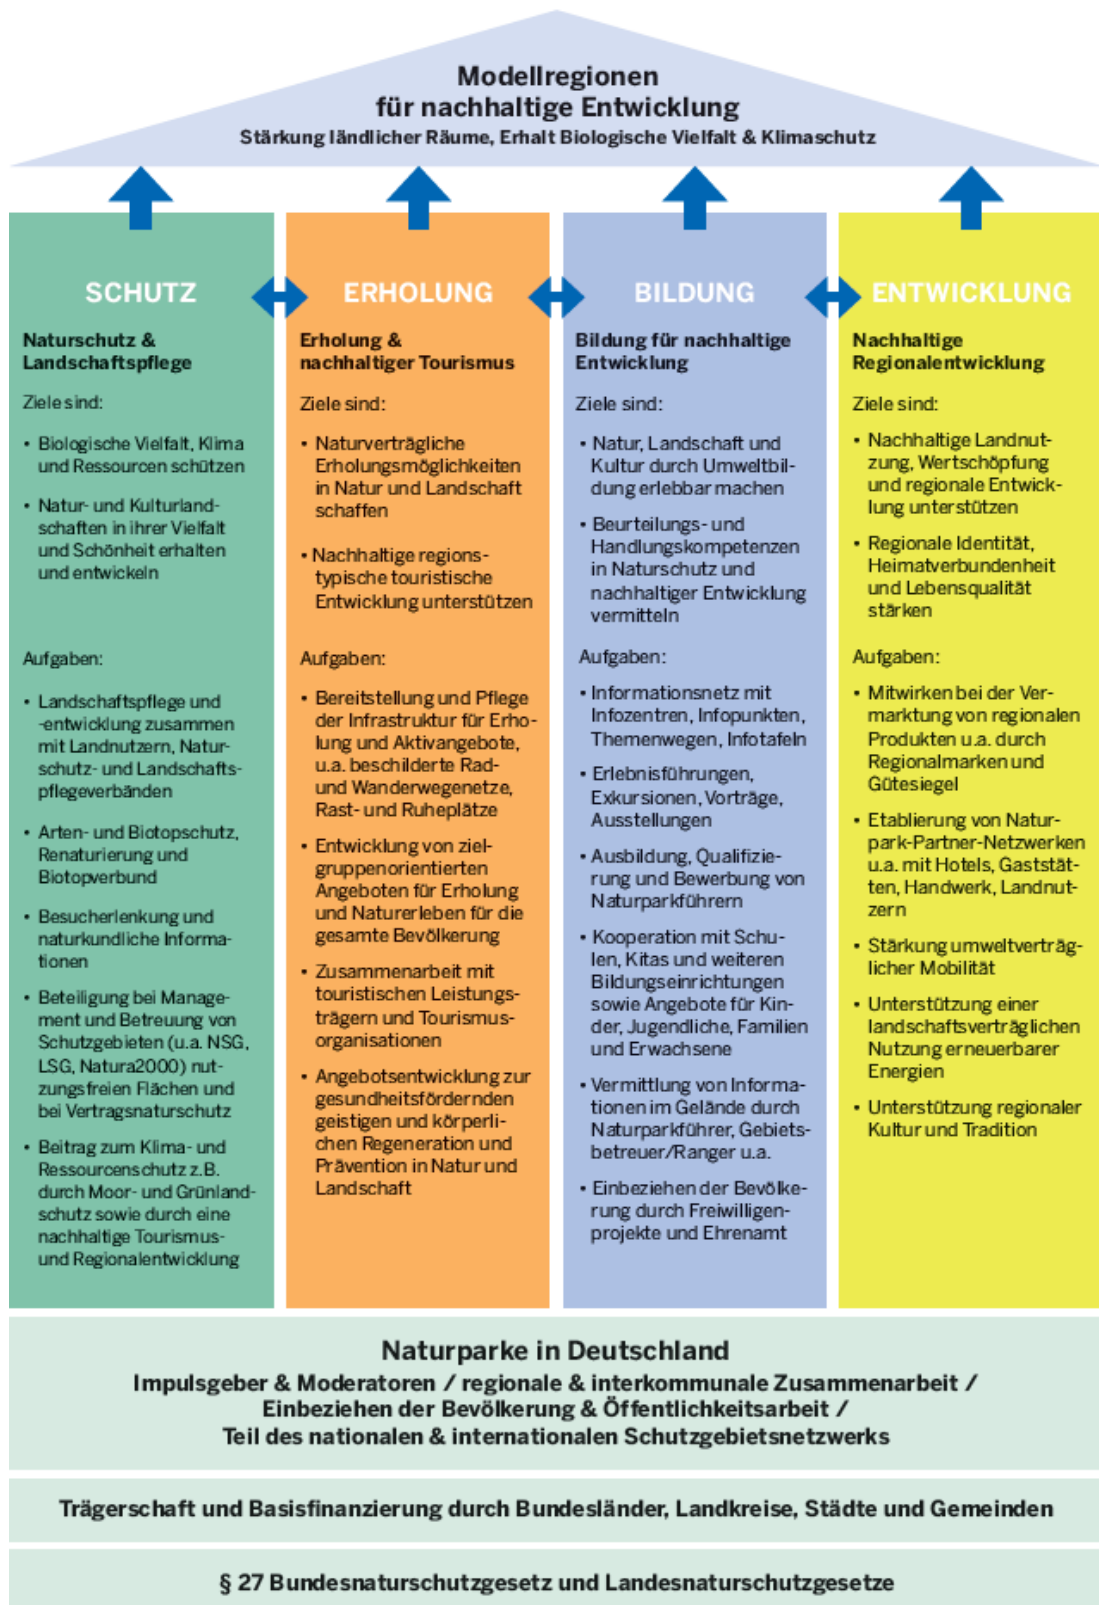 Modellregionen
für nachhaltige Entwicklung
Stärkung ländlicher Räume, Erhalt Biologische Vielfalt & Klimaschutz
SCHUTZ
Naturschutz &
Landschaftspflege
Ziele sind:
• Biologische Vielfalt, Klima
und Ressourcen schützen
• Natur- und Kulturland-
schaften in ihrer Vielfalt
und Schönheit erhalten
und entwickeln
Aufgaben:
• Landschaftspflege und
-entwicklung zusammen
mit Landnutzern, Natur-
schutz- und Landschafts-
pflegeverbänden
• Arten- und Biotopschutz,
Renaturierung und
Biotopverbund
• Besucherlenkung und
naturkundliche Informa-
tionen
• Beteiligung bei Manage-
ment und Betreuung von
Schutzgebieten (u.a. NSG,
LSG, Natura2000) nut-
zungsfreien Flächen und
bei Vertragsnaturschutz
• Beitrag zum Klima- und
Ressourcenschutz z.B.
durch Moor- und Grünland-
schutz sowie durch eine
nachhaltige Tourismus-
und Regionalentwicklung
ERHOLUNG
Erholung &
nachhaltiger Tourismus
Ziele sind:
• Naturverträgliche
Erholungsmöglichkeiten
in Natur und Landschaft
schaffen
• Nachhaltige regions-
typische touristische
Entwicklung unterstützen
Aufgaben:
• Bereitstellung und Pflege
der Infrastruktur für Erho-
lung und Aktivangebote,
u.a. beschilderte Rad-
und Wanderwegenetze,
Rast- und Ruheplätze
• Entwicklung von ziel-
gruppenorientierten
Angeboten für Erholung
und Naturerleben für die
gesamte Bevölkerung
• Zusammenarbeit mit
touristischen Leistungs-
trägern und Tourismus-
organisationen
• Angebotsentwicklung zur
gesundheitsfördernden
geistigen und körperli-
chen Regeneration und
Prävention in Natur und
Landschaft
BILDUNG
Bildung für nachhaltige
Entwicklung
Ziele sind:
• Natur, Landschaft und
Kultur durch Umweltbil-
dung erlebbar machen
• Beurteilungs- und
Handlungskompetenzen
in Naturschutz und
nachhaltiger Entwicklung
vermitteln
Aufgaben:
• Informationsnetz mit
Infozentren, Infopunkten,
Themenwegen, Infotafeln
• Erlebnisführungen,
Exkursionen, Vorträge,
Ausstellungen
• Ausbildung, Qualifizie-
rung und Bewerbung von
Naturparkführern
• Kooperation mit Schu-
len, Kitas und weiteren
Bildungseinrichtungen
sowie Angebote für Kin-
der, Jugendliche, Familien
und Erwachsene
• Vermittlung von Informa-
tionen im Gelände durch
Naturparkführer, Gebiets-
betreuer/Ranger u.a.
• Einbeziehen der Bevölke-
rung durch Freiwilligen-
projekte und Ehrenamt
ENTWICKLUNG
Nachhaltige
Regionalentwicklung
Ziele sind:
• Nachhaltige Landnut-
zung, Wertschöpfung
und regionale Entwick-
lung unterstützen
• Regionale Identität,
Heimatverbundenheit
und Lebensqualität
stärken
Aufgaben:
• Mitwirken bei der Ver-
marktung von regionalen
Produkten u.a. durch
Regionalmarken und
Gütesiegel
• Etablierung von Natur-
park-Partner-Netzwerken
u.a. mit Hotels, Gaststät-
ten, Handwerk, Landnut-
zern
• Stärkung umweltverträg-
licher Mobilität
• Unterstützung einer
landschaftsverträglichen
Nutzung erneuerbarer
Energien
• Unterstützung regionaler
Kultur und Tradition
Naturparke in Deutschland
Impulsgeber & Moderatoren / regionale & interkommunale Zusammenarbeit /
Einbeziehen der Bevölkerung & Öffentlichkeitsarbeit /
Teil des nationalen & internationalen Schutzgebietsnetzwerks
Trägerschaft und Basisfinanzierung durch Bundesländer, Landkreise, Städte und Gemeinden
§ 27 Bundesnaturschutzgesetz und Landesnaturschutzgesetze